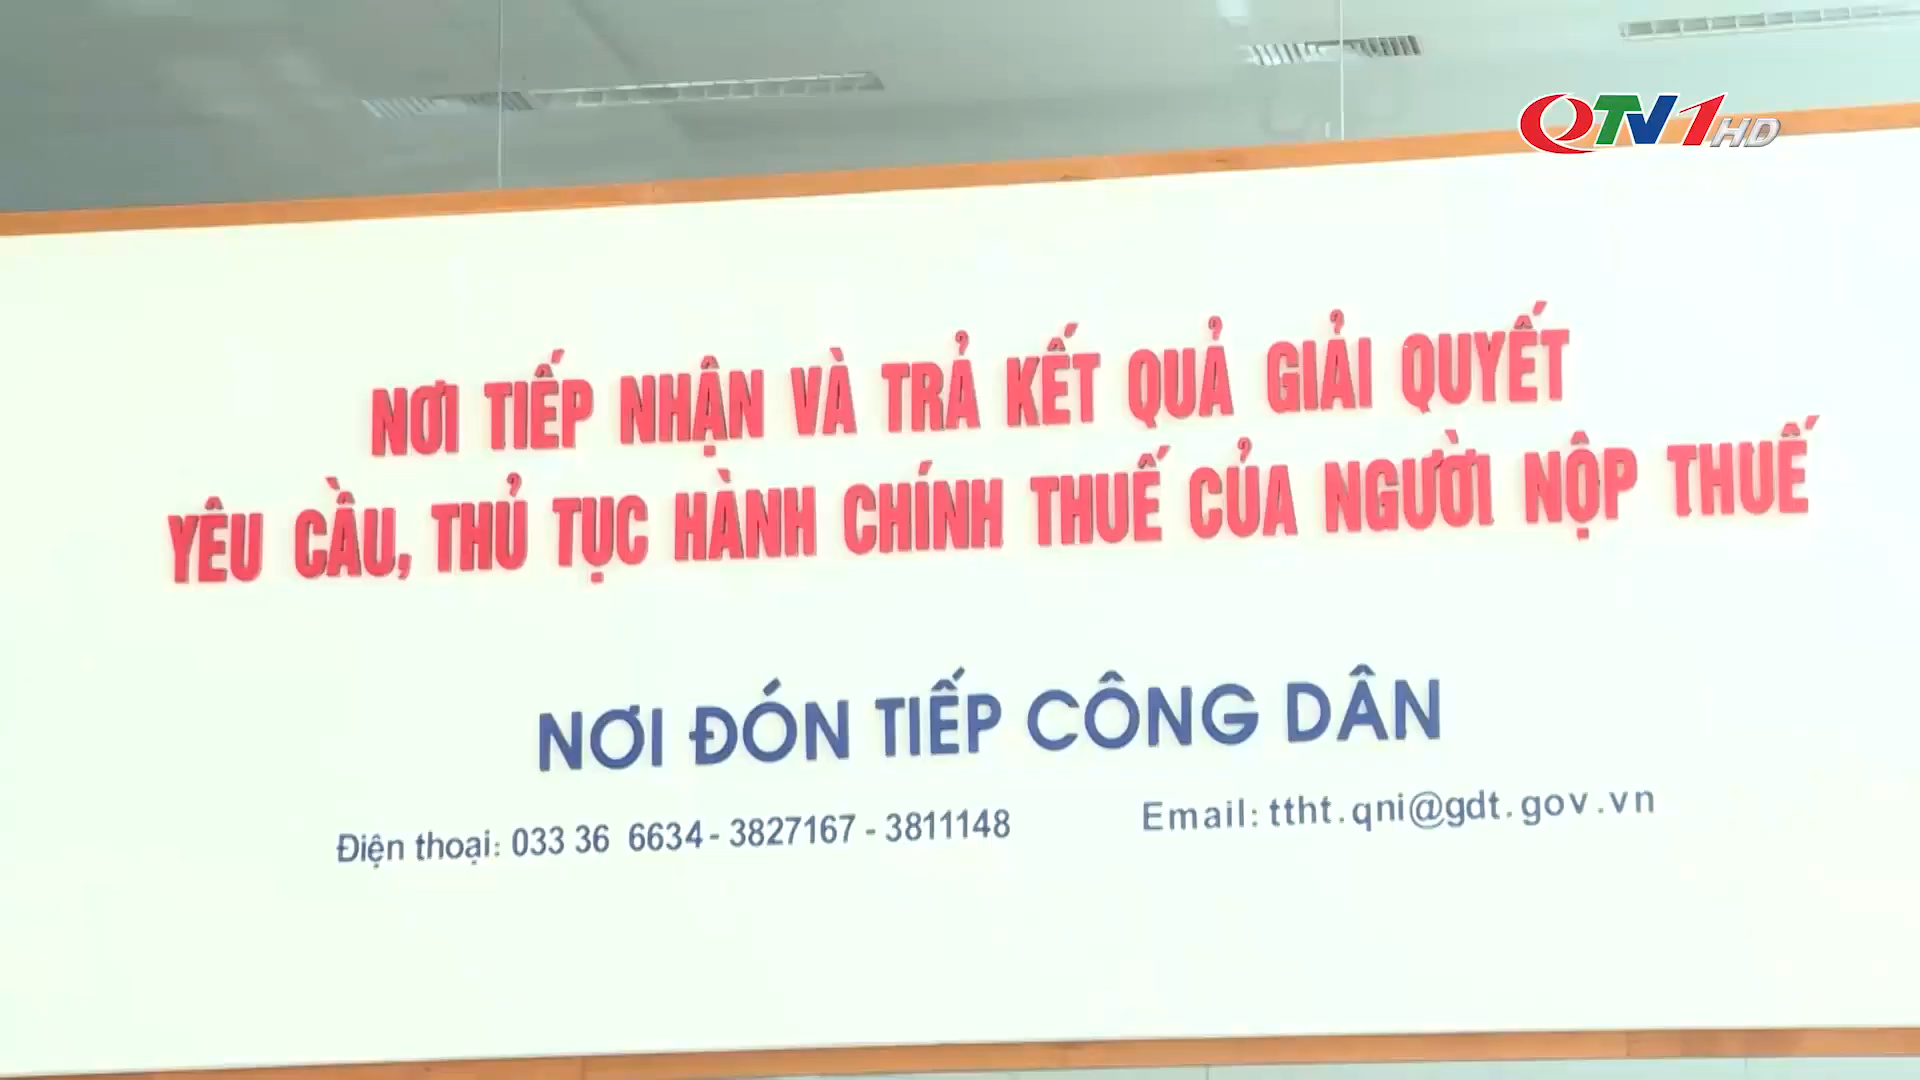 QTV1HD
NƠI TIẾP NHẬN VÀ TRẢ KẾT QUẢ GIẢI QUYẾT
YÊU CẦU, THỦ TỤC HÀNH CHÍNH THUẾ CỦA NGƯỜI NỘP THUẾ
NƠI ĐÓN TIẾP CÔNG DÂN
Điện thoại: 033 36 6634 - 3827167 - 3811148
Email: ttht.qni@gdt.gov.vn